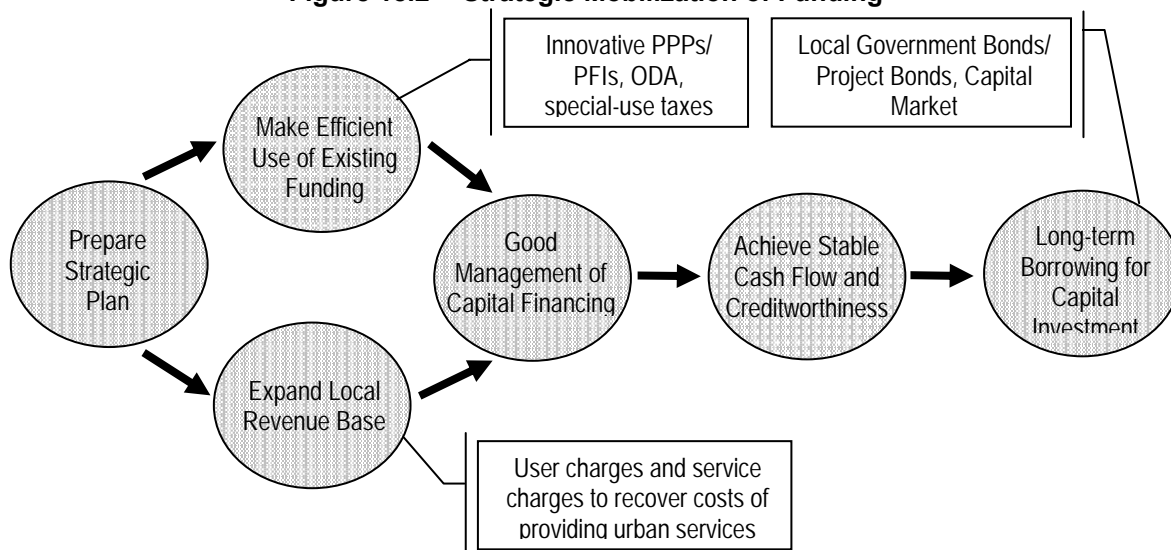 Figure Strategic Mobilization of Funding
Innovative PPPs/
PFIs, ODA,
special-use taxes
Local Government Bonds/
Project Bonds, Capital
Market
Make Efficient
Use of Existing
Funding
Prepare
Strategic
Plan
Good
Management of
Capital Financing
Achieve Stable
Cash Flow and
Creditworthiness
Long-term
Borrowing for
Capital
Investment
Expand Local
Revenue Base
User charges and service
charges to recover costs of
providing urban services